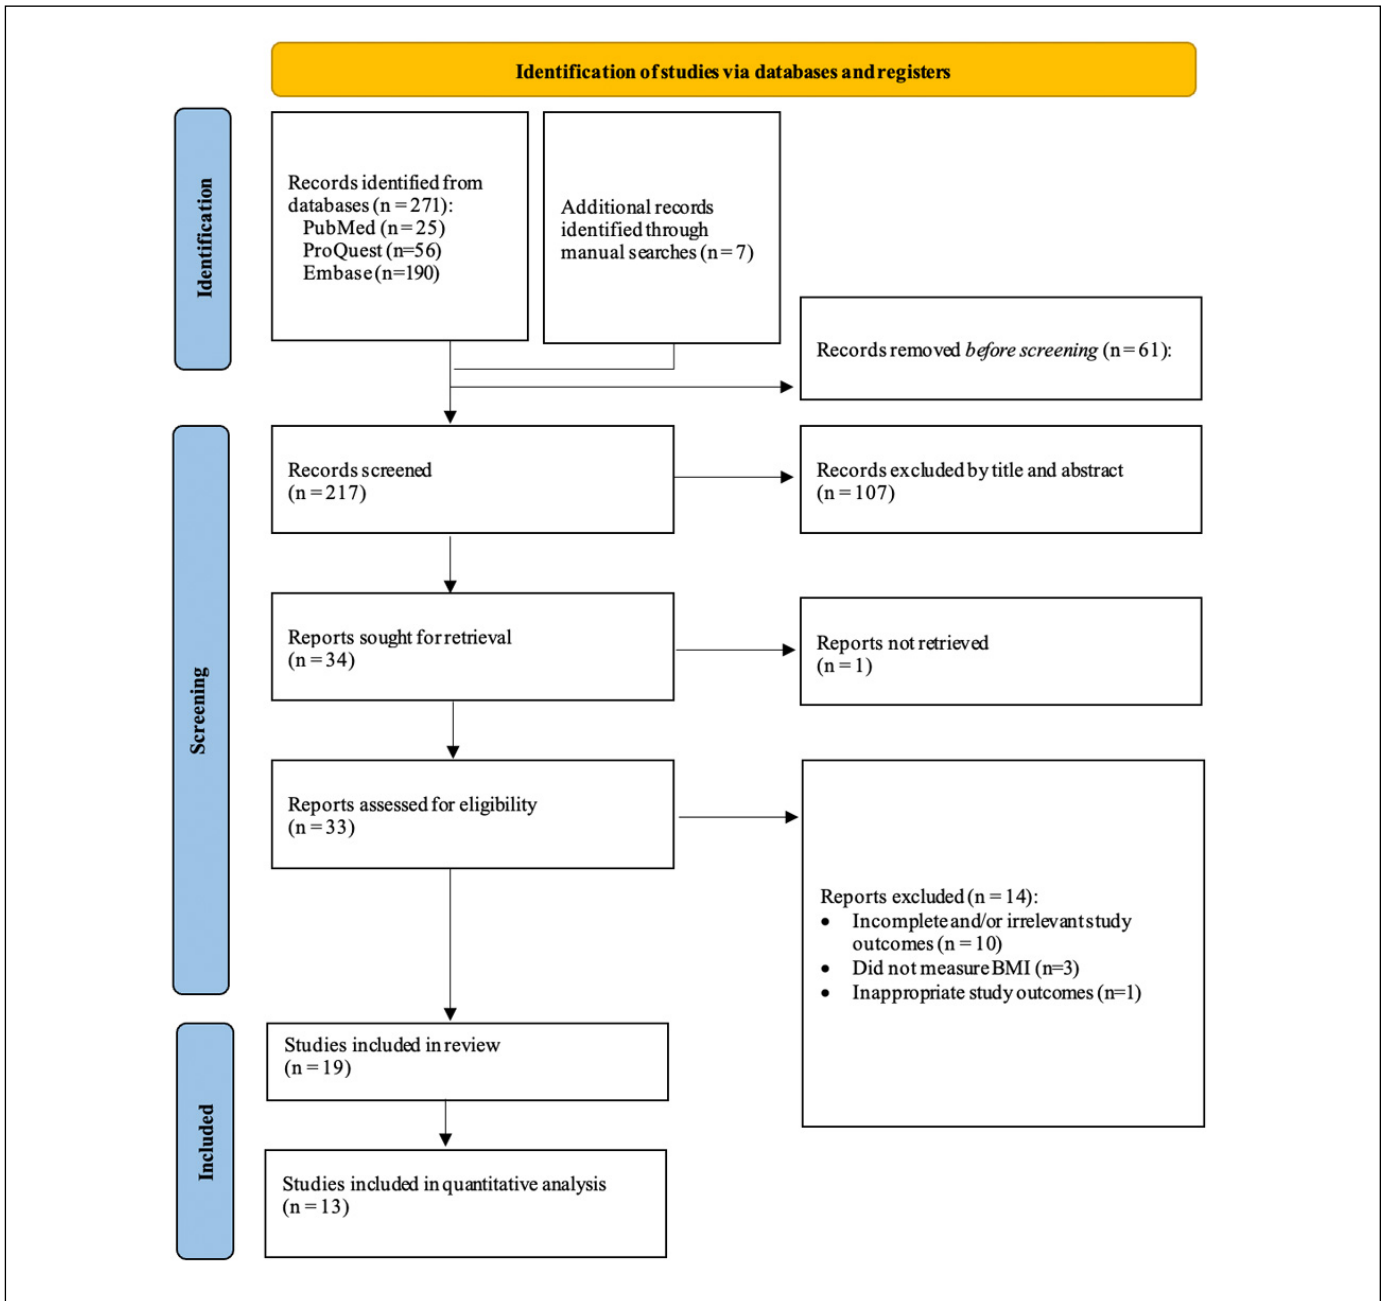 Identification of studies via databases and registers
Identification
Records identified from
databases (n = 271):
PubMed (n = 25)
ProQuest (n=56)
Embase (n=190)
Additional records
identified through
manual searches (n = 7)
Records removed before screening (n = 61):
Screening
Records screened
(n = 217)
Records excluded by title and abstract
(n = 107)
Reports sought for retrieval
(n = 34)
Reports not retrieved
(n = 1)
Reports assessed for eligibility
(n = 33)
Reports excluded (n = 14):
• Incomplete and/or irrelevant study
outcomes (n = 10)
• Did not measure BMI (n=3)
• Inappropriate study outcomes (n=1)
Included
Studies included in review
(n = 19)
Studies included in quantitative analysis
(n = 13)